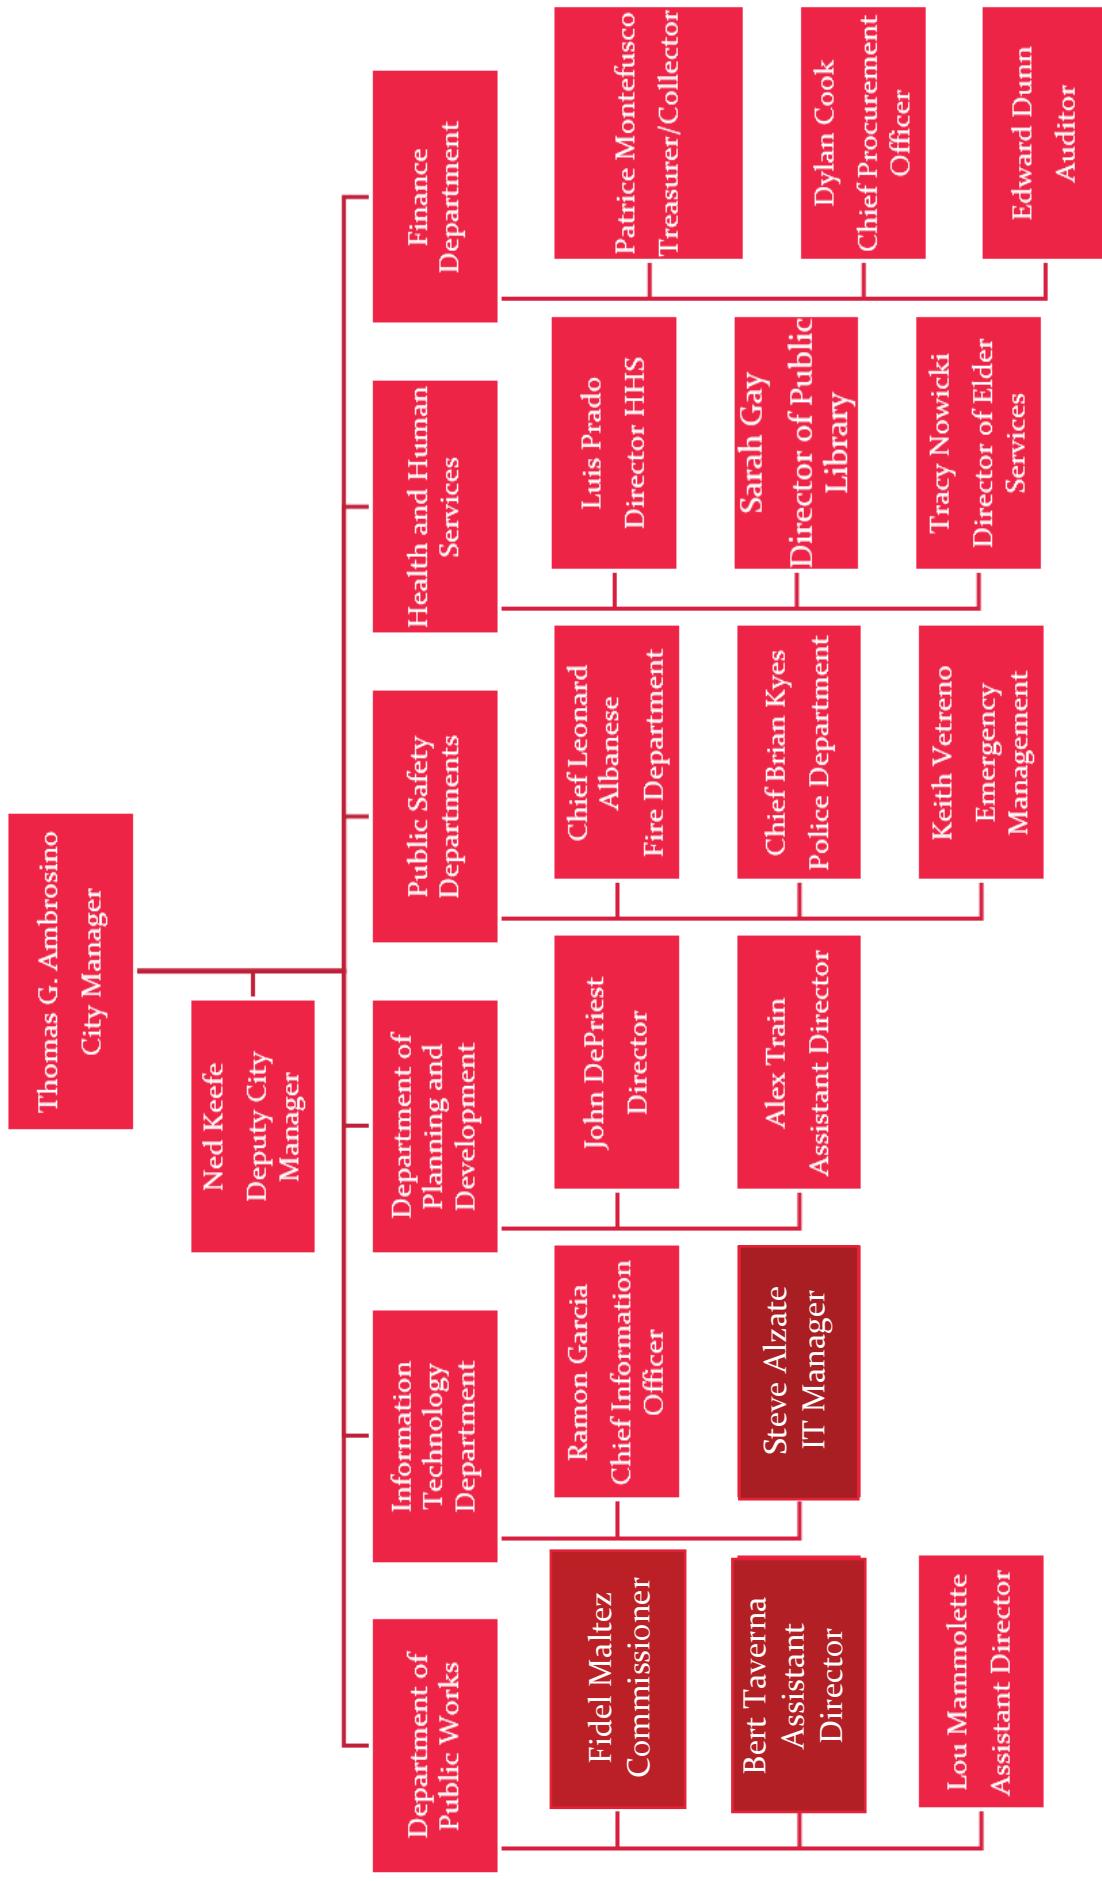 Thomas G. Ambrosino
City Manager
Ned Keefe
Deputy City
Manager
Department of
Public Works
Fidel Maltez
Commissioner
Bert Taverna
Assistant
Director
Lou Mammolette
Assistant Director
Information
Technology
Department
Ramon Garcia
Chief Information
Officer
Steve Alzate
IT Manager
Department of
Planning and
Development
John DePriest
Director
Alex Train
Assistant Director
Public Safety
Departments
Chief Leonard
Albanese
Fire Department
Chief Brian Kyes
Police Department
Keith Vetreno
Emergency
Management
Health and Human
Services
Luis Prado
Director HHS
Sarah Gay
Director of Public
Library
Tracy Nowicki
Director of Elder
Services
Finance
Department
Patrice Montefusco
Treasurer/Collector
Dylan Cook
Chief Procurement
Officer
Edward Dunn
Auditor